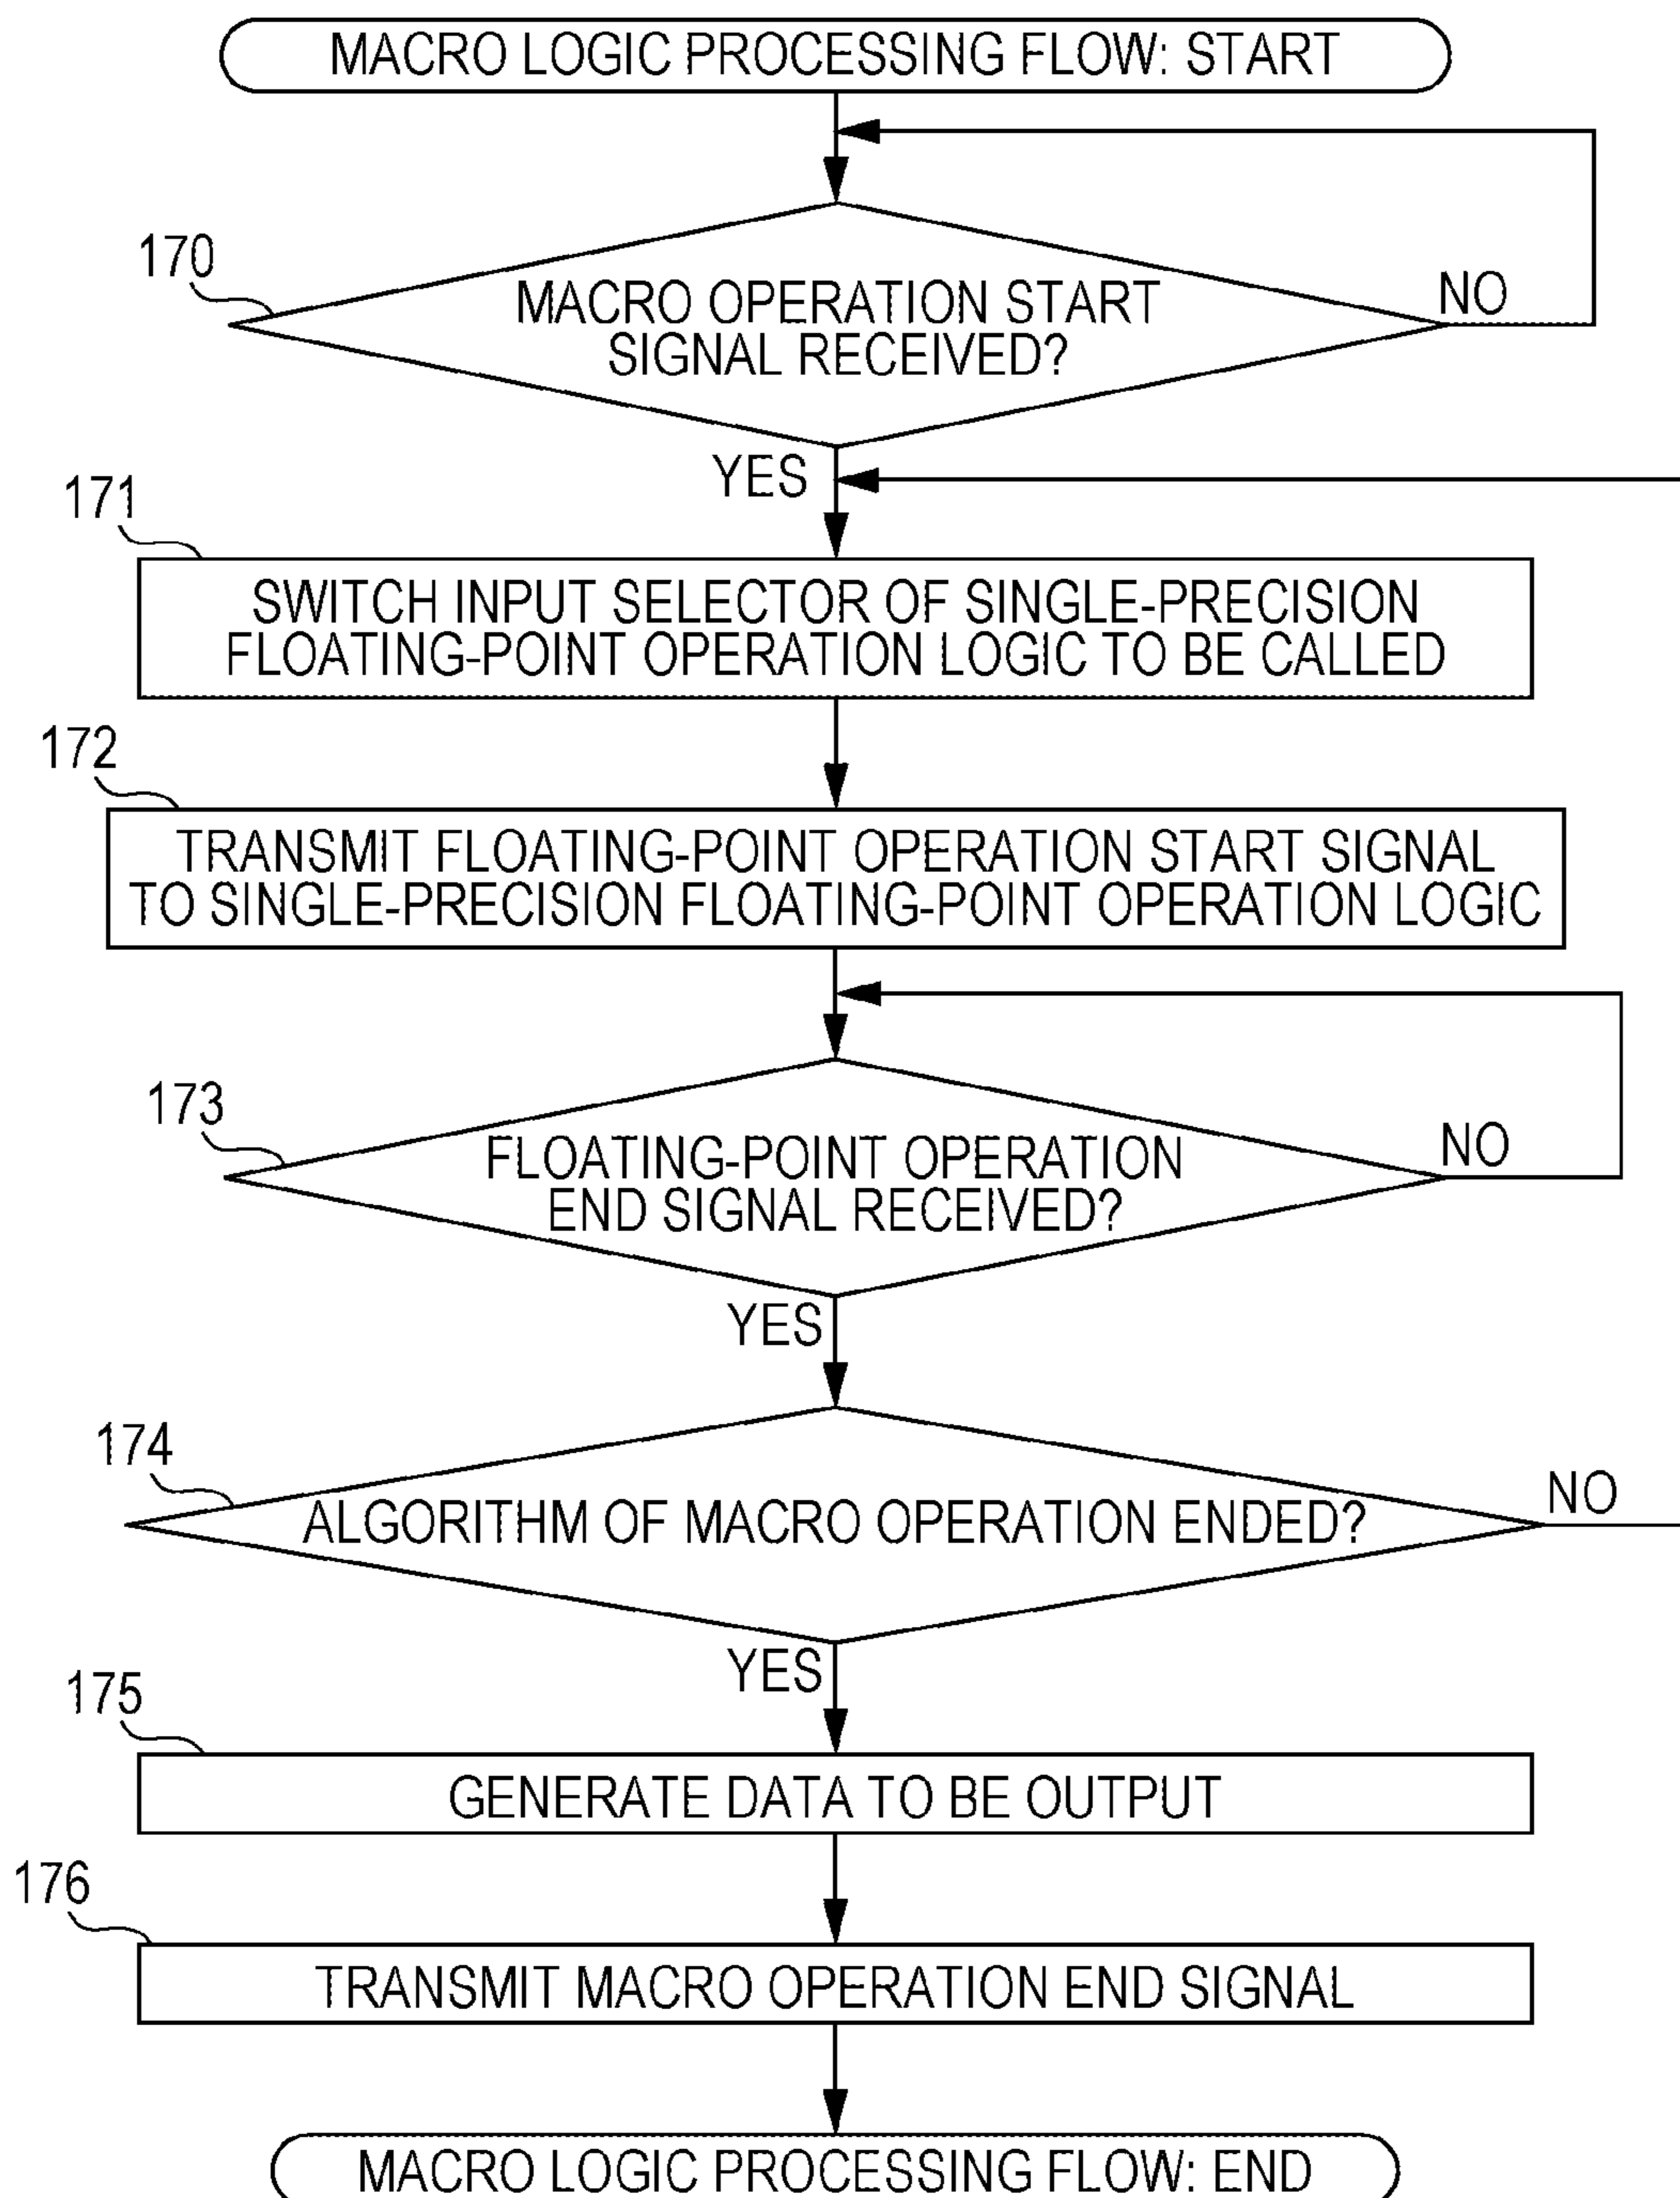 MACRO LOGIC PROCESSING FLOW: START
170
MACRO OPERATION START
SIGNAL RECEIVED?
NO
YES
171
SWITCH INPUT SELECTOR OF SINGLE-PRECISION
FLOATING-POINT OPERATION LOGIC TO BE CALLED
172
TRANSMIT FLOATING-POINT OPERATION START SIGNAL
TO SINGLE-PRECISION FLOATING-POINT OPERATION LOGIC
173
FLOATING-POINT OPERATION
END SIGNAL RECEIVED?
NO
YES
174
ALGORITHM OF MACRO OPERATION ENDED?
NO
YES
175
GENERATE DATA TO BE OUTPUT
176
TRANSMIT MACRO OPERATION END SIGNAL
MACRO LOGIC PROCESSING FLOW: END